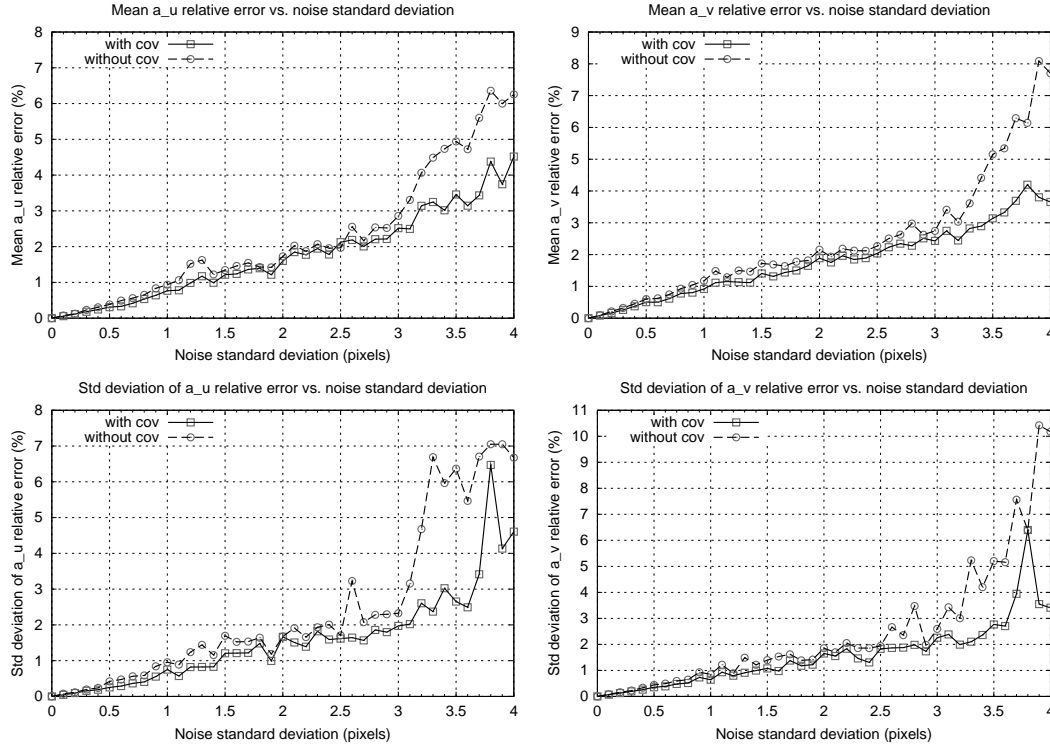 Mean a_u relative error vs. noise standard deviation
8
7
6
5
4
3
2
1
0
Mean a_u relative error (%)
with cov
without cov
0 0.5 1 1.5 2 2.5 3 3.5 4
Noise standard deviation (pixels)
Mean a_v relative error vs. noise standard deviation
9
8
7
6
5
4
3
2
1
0
Mean a_v relative error (%)
with cov
without cov
0 0.5 1 1.5 2 2.5 3 3.5 4
Noise standard deviation (pixels)
Std deviation of a_u relative error vs. noise standard deviation
8
7
6
5
4
3
2
1
0
Std deviation of a_u relative error (%)
with cov
without cov
0 0.5 1 1.5 2 2.5 3 3.5 4
Noise standard deviation (pixels)
Std deviation of a_v relative error vs. noise standard deviation
11
10
9
8
7
6
5
4
3
2
1
0
Std deviation of a_v relative error (%)
with cov
without cov
0 0.5 1 1.5 2 2.5 3 3.5 4
Noise standard deviation (pixels)